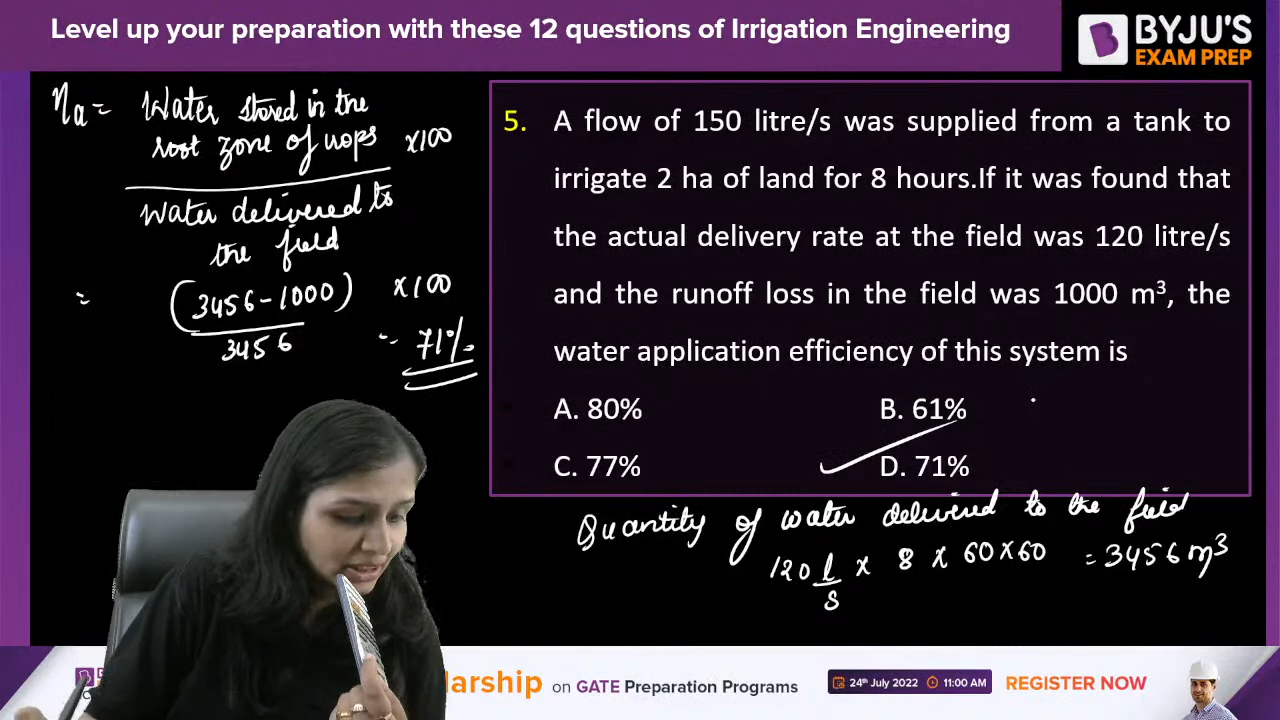 Level up your preparation with these 12 questions of Irrigation Engineering
BYJU'S
EXAM PREP
ηa = Water stored in the
root zone of crops ×100
Water delivered to
the field
= (3456-1000) ×100
3456
= 71%
5. A flow of 150 litre/s was supplied from a tank to
irrigate 2 ha of land for 8 hours.If it was found that
the actual delivery rate at the field was 120 litre/s
and the runoff loss in the field was 1000 m³, the
water application efficiency of this system is
A. 80% B. 61%
C. 77% D. 71%
Quantity of water delivered to the field
120 l/s × 8 × 60×60 = 3456 m³
larship on GATE Preparation Programs
24th July 2022 11:00 AM
REGISTER NOW